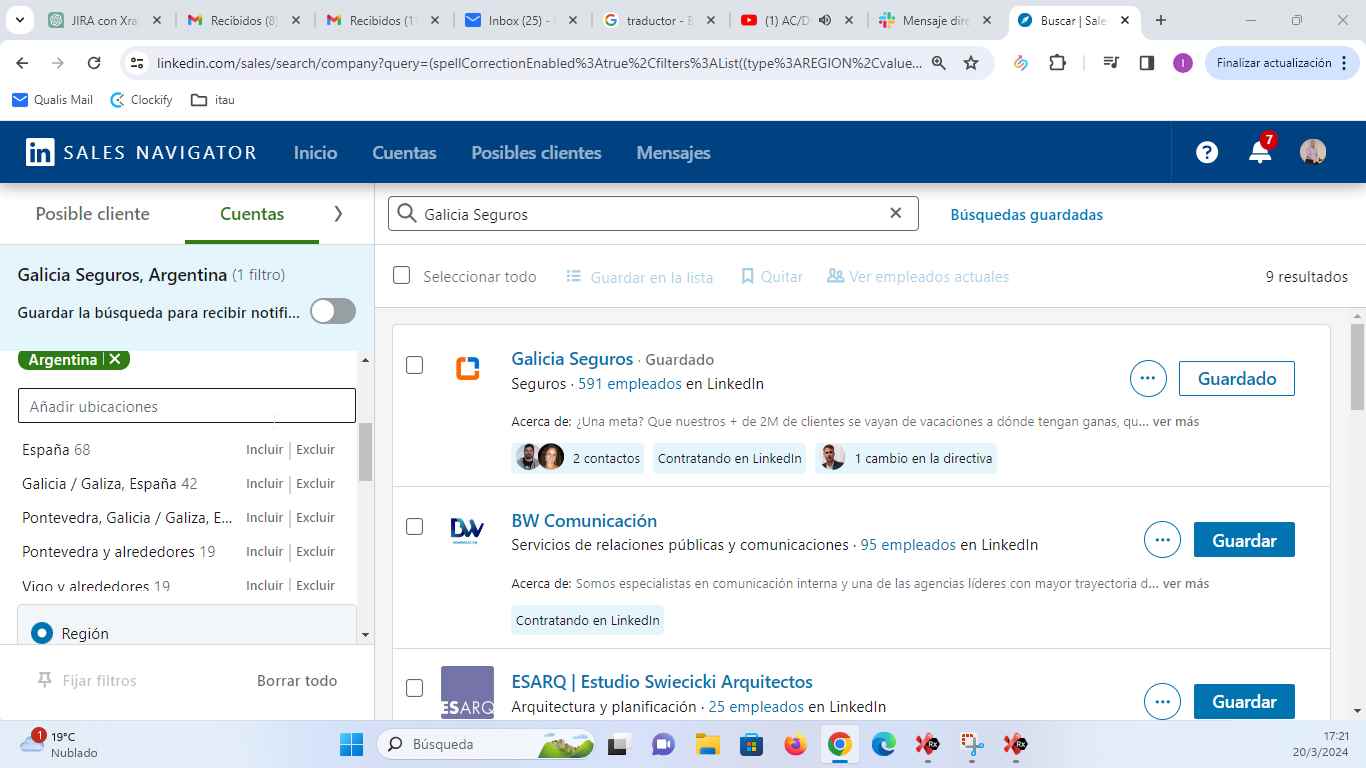 JIRA con Xra
Recibidos (8)
Recibidos (1
Inbox (25) -
traductor - B
(1) AC/D
Mensaje dire
Buscar | Sale
linkedin.com/sales/search/company?query=(spellCorrectionEnabled%3Atrue%2Cfilters%3AList((type%3AREGION%2Cvalue...
I
Finalizar actualización
Qualis Mail
Clockify
itau
in SALES NAVIGATOR
Inicio
Cuentas
Posibles clientes
Mensajes
?
7
Posible cliente
Cuentas
Galicia Seguros
Búsquedas guardadas
Galicia Seguros, Argentina (1 filtro)
Guardar la búsqueda para recibir notifi...
Seleccionar todo
Guardar en la lista
Quitar
Ver empleados actuales
9 resultados
Argentina
Añadir ubicaciones
España 68 Incluir | Excluir
Galicia / Galiza, España 42 Incluir | Excluir
Pontevedra, Galicia / Galiza, E... Incluir | Excluir
Pontevedra y alrededores 19 Incluir | Excluir
Vigo y alrededores 19 Incluir | Excluir
Región
Fijar filtros
Borrar todo
Galicia Seguros · Guardado
Seguros · 591 empleados en LinkedIn
Guardado
Acerca de: ¿Una meta? Que nuestros + de 2M de clientes se vayan de vacaciones a dónde tengan ganas, qu... ver más
2 contactos
Contratando en LinkedIn
1 cambio en la directiva
BW
BW Comunicación
Servicios de relaciones públicas y comunicaciones · 95 empleados en LinkedIn
Guardar
Acerca de: Somos especialistas en comunicación interna y una de las agencias líderes con mayor trayectoria d... ver más
Contratando en LinkedIn
ESARQ
ESARQ | Estudio Swiecicki Arquitectos
Arquitectura y planificación · 25 empleados en LinkedIn
Guardar
1
19°C
Nublado
Búsqueda
Rx
Rx
17:21
20/3/2024